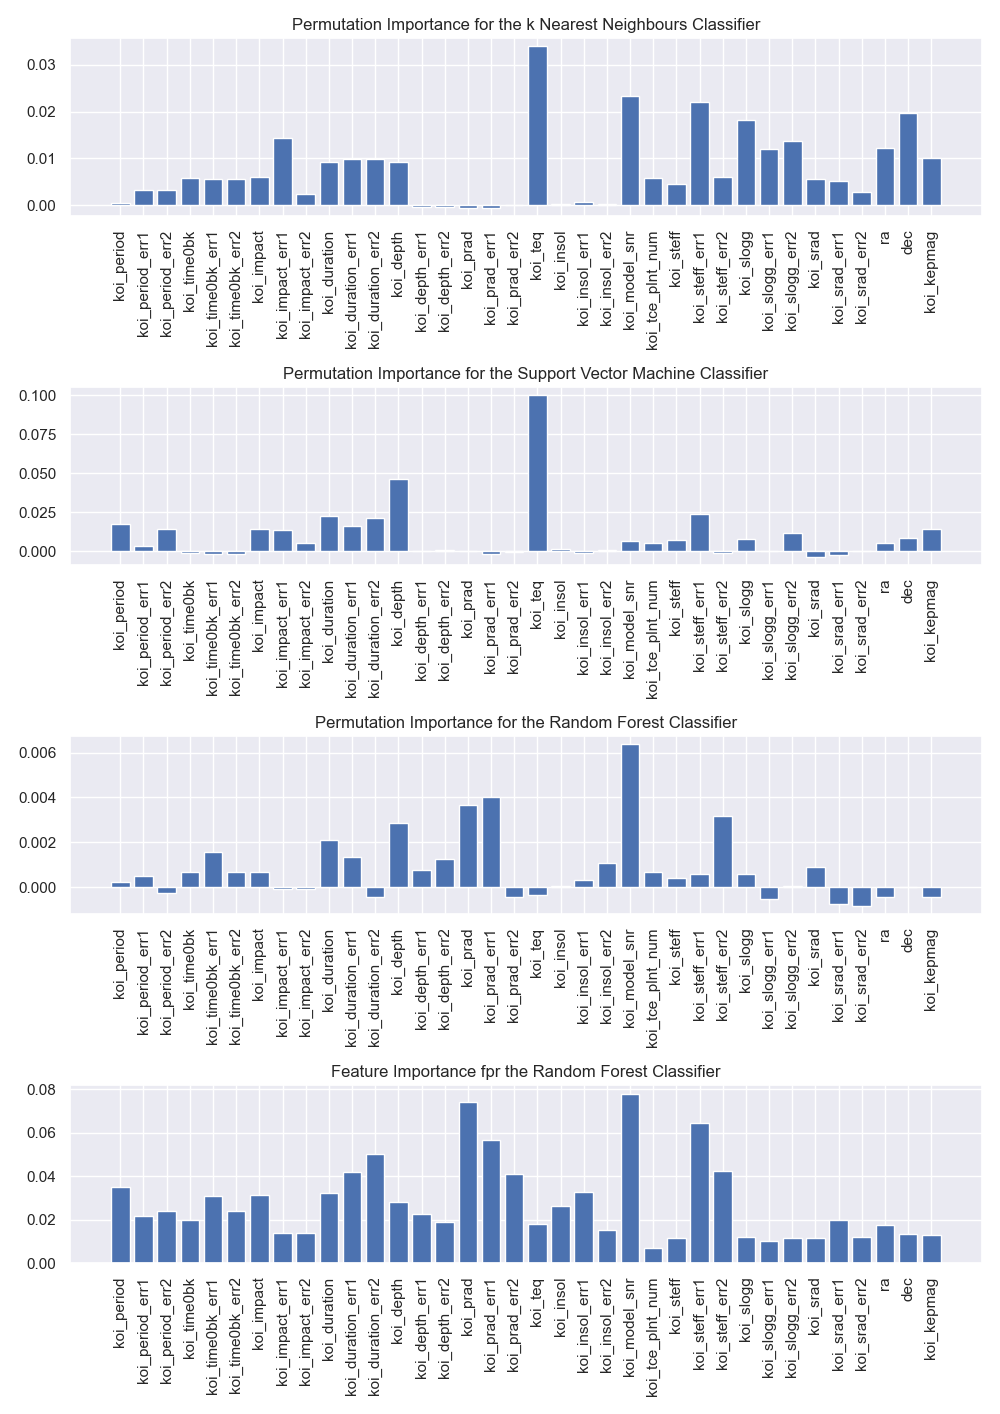 Permutation Importance for the k Nearest Neighbours Classifier
0.03
0.02
0.01
0.00
koi_period
koi_period_err1
koi_period_err2
koi_time0bk
koi_time0bk_err1
koi_time0bk_err2
koi_impact
koi_impact_err1
koi_impact_err2
koi_duration
koi_duration_err1
koi_duration_err2
koi_depth
koi_depth_err1
koi_depth_err2
koi_prad
koi_prad_err1
koi_prad_err2
koi_teq
koi_insol
koi_insol_err1
koi_insol_err2
koi_model_snr
koi_tce_plnt_num
koi_steff
koi_steff_err1
koi_steff_err2
koi_slogg
koi_slogg_err1
koi_slogg_err2
koi_srad
koi_srad_err1
koi_srad_err2
ra
dec
koi_kepmag
Permutation Importance for the Support Vector Machine Classifier
0.100
0.075
0.050
0.025
0.000
koi_period
koi_period_err1
koi_period_err2
koi_time0bk
koi_time0bk_err1
koi_time0bk_err2
koi_impact
koi_impact_err1
koi_impact_err2
koi_duration
koi_duration_err1
koi_duration_err2
koi_depth
koi_depth_err1
koi_depth_err2
koi_prad
koi_prad_err1
koi_prad_err2
koi_teq
koi_insol
koi_insol_err1
koi_insol_err2
koi_model_snr
koi_tce_plnt_num
koi_steff
koi_steff_err1
koi_steff_err2
koi_slogg
koi_slogg_err1
koi_slogg_err2
koi_srad
koi_srad_err1
koi_srad_err2
ra
dec
koi_kepmag
Permutation Importance for the Random Forest Classifier
0.006
0.004
0.002
0.000
koi_period
koi_period_err1
koi_period_err2
koi_time0bk
koi_time0bk_err1
koi_time0bk_err2
koi_impact
koi_impact_err1
koi_impact_err2
koi_duration
koi_duration_err1
koi_duration_err2
koi_depth
koi_depth_err1
koi_depth_err2
koi_prad
koi_prad_err1
koi_prad_err2
koi_teq
koi_insol
koi_insol_err1
koi_insol_err2
koi_model_snr
koi_tce_plnt_num
koi_steff
koi_steff_err1
koi_steff_err2
koi_slogg
koi_slogg_err1
koi_slogg_err2
koi_srad
koi_srad_err1
koi_srad_err2
ra
dec
koi_kepmag
Feature Importance fpr the Random Forest Classifier
0.08
0.06
0.04
0.02
0.00
koi_period
koi_period_err1
koi_period_err2
koi_time0bk
koi_time0bk_err1
koi_time0bk_err2
koi_impact
koi_impact_err1
koi_impact_err2
koi_duration
koi_duration_err1
koi_duration_err2
koi_depth
koi_depth_err1
koi_depth_err2
koi_prad
koi_prad_err1
koi_prad_err2
koi_teq
koi_insol
koi_insol_err1
koi_insol_err2
koi_model_snr
koi_tce_plnt_num
koi_steff
koi_steff_err1
koi_steff_err2
koi_slogg
koi_slogg_err1
koi_slogg_err2
koi_srad
koi_srad_err1
koi_srad_err2
ra
dec
koi_kepmag